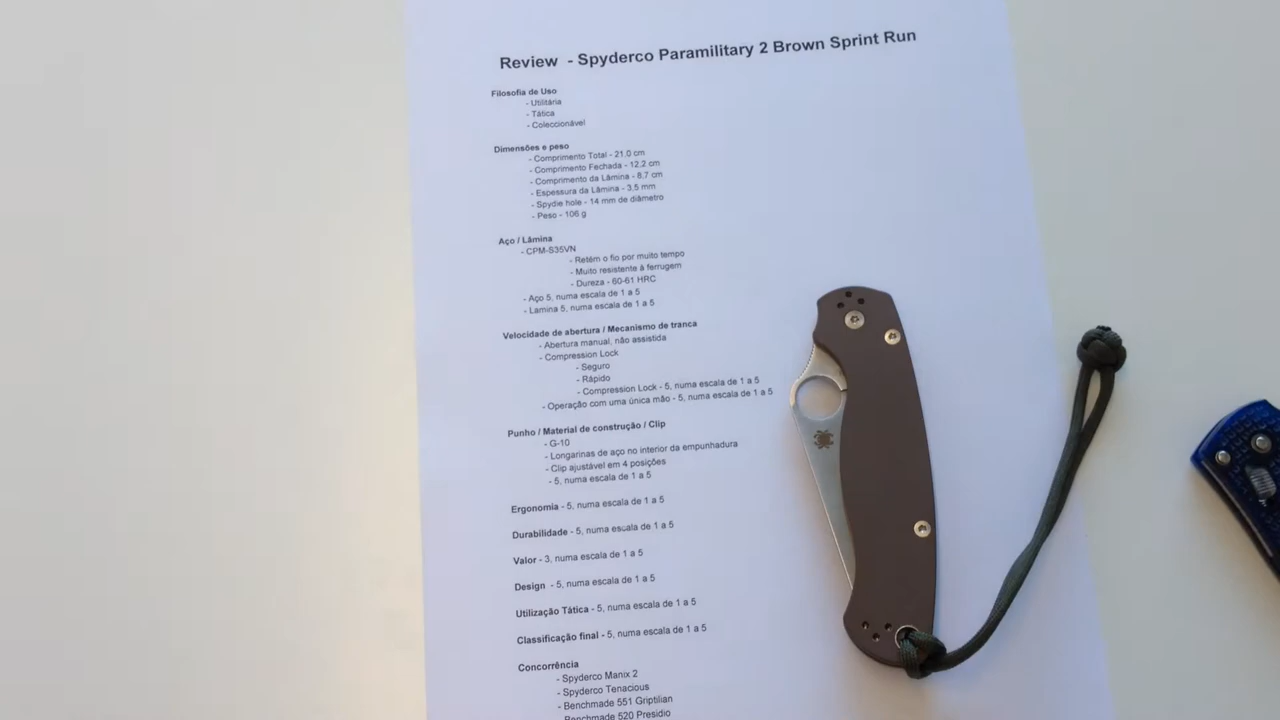 Review - Spyderco Paramilitary 2 Brown Sprint Run
Filosofia de Uso
- Utilitária
- Tática
- Coleccionável
Dimensões e peso
- Comprimento Total - 21.0 cm
- Comprimento Fechada - 12.2 cm
- Comprimento da Lâmina - 8.7 cm
- Espessura da Lâmina - 3,5 mm
- Spydie hole - 14 mm de diâmetro
- Peso - 106 g
Aço / Lâmina
- CPM-S35VN
- Retém o fio por muito tempo
- Muito resistente à ferrugem
- Dureza - 60-61 HRC
- Aço 5, numa escala de 1 a 5
- Lamina 5, numa escala de 1 a 5
Velocidade de abertura / Mecanismo de tranca
- Abertura manual, não assistida
- Compression Lock
- Seguro
- Rápido
- Compression Lock - 5, numa escala de 1 a 5
- Operação com uma única mão - 5, numa escala de 1 a 5
Punho / Material de construção / Clip
- G-10
- Longarinas de aço no interior da empunhadura
- Clip ajustável em 4 posições
- 5, numa escala de 1 a 5
Ergonomia - 5, numa escala de 1 a 5
Durabilidade - 5, numa escala de 1 a 5
Valor - 3, numa escala de 1 a 5
Design - 5, numa escala de 1 a 5
Utilização Tática - 5, numa escala de 1 a 5
Classificação final - 5, numa escala de 1 a 5
Concorrência
- Spyderco Manix 2
- Spyderco Tenacious
- Benchmade 551 Griptilian
- Benchmade 520 Presidio